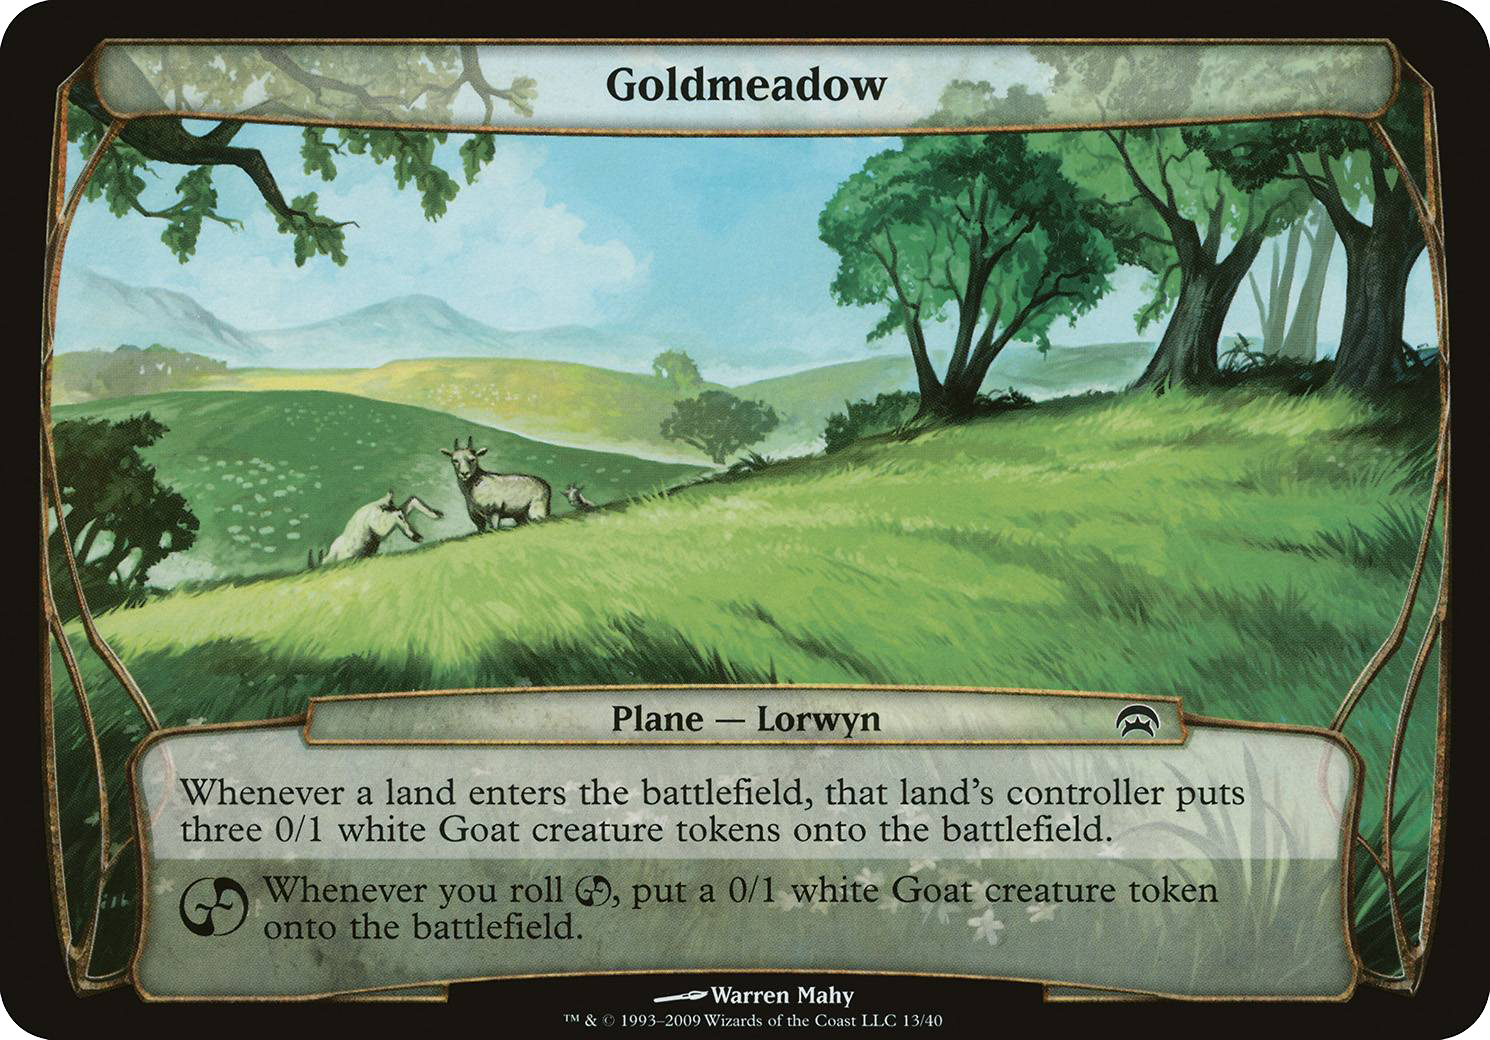 Goldmeadow
Plane — Lorwyn
Whenever a land enters the battlefield, that land's controller puts
three 0/1 white Goat creature tokens onto the battlefield.
Whenever you roll , put a 0/1 white Goat creature token
onto the battlefield.
Warren Mahy
™ & © 1993–2009 Wizards of the Coast LLC 13/40